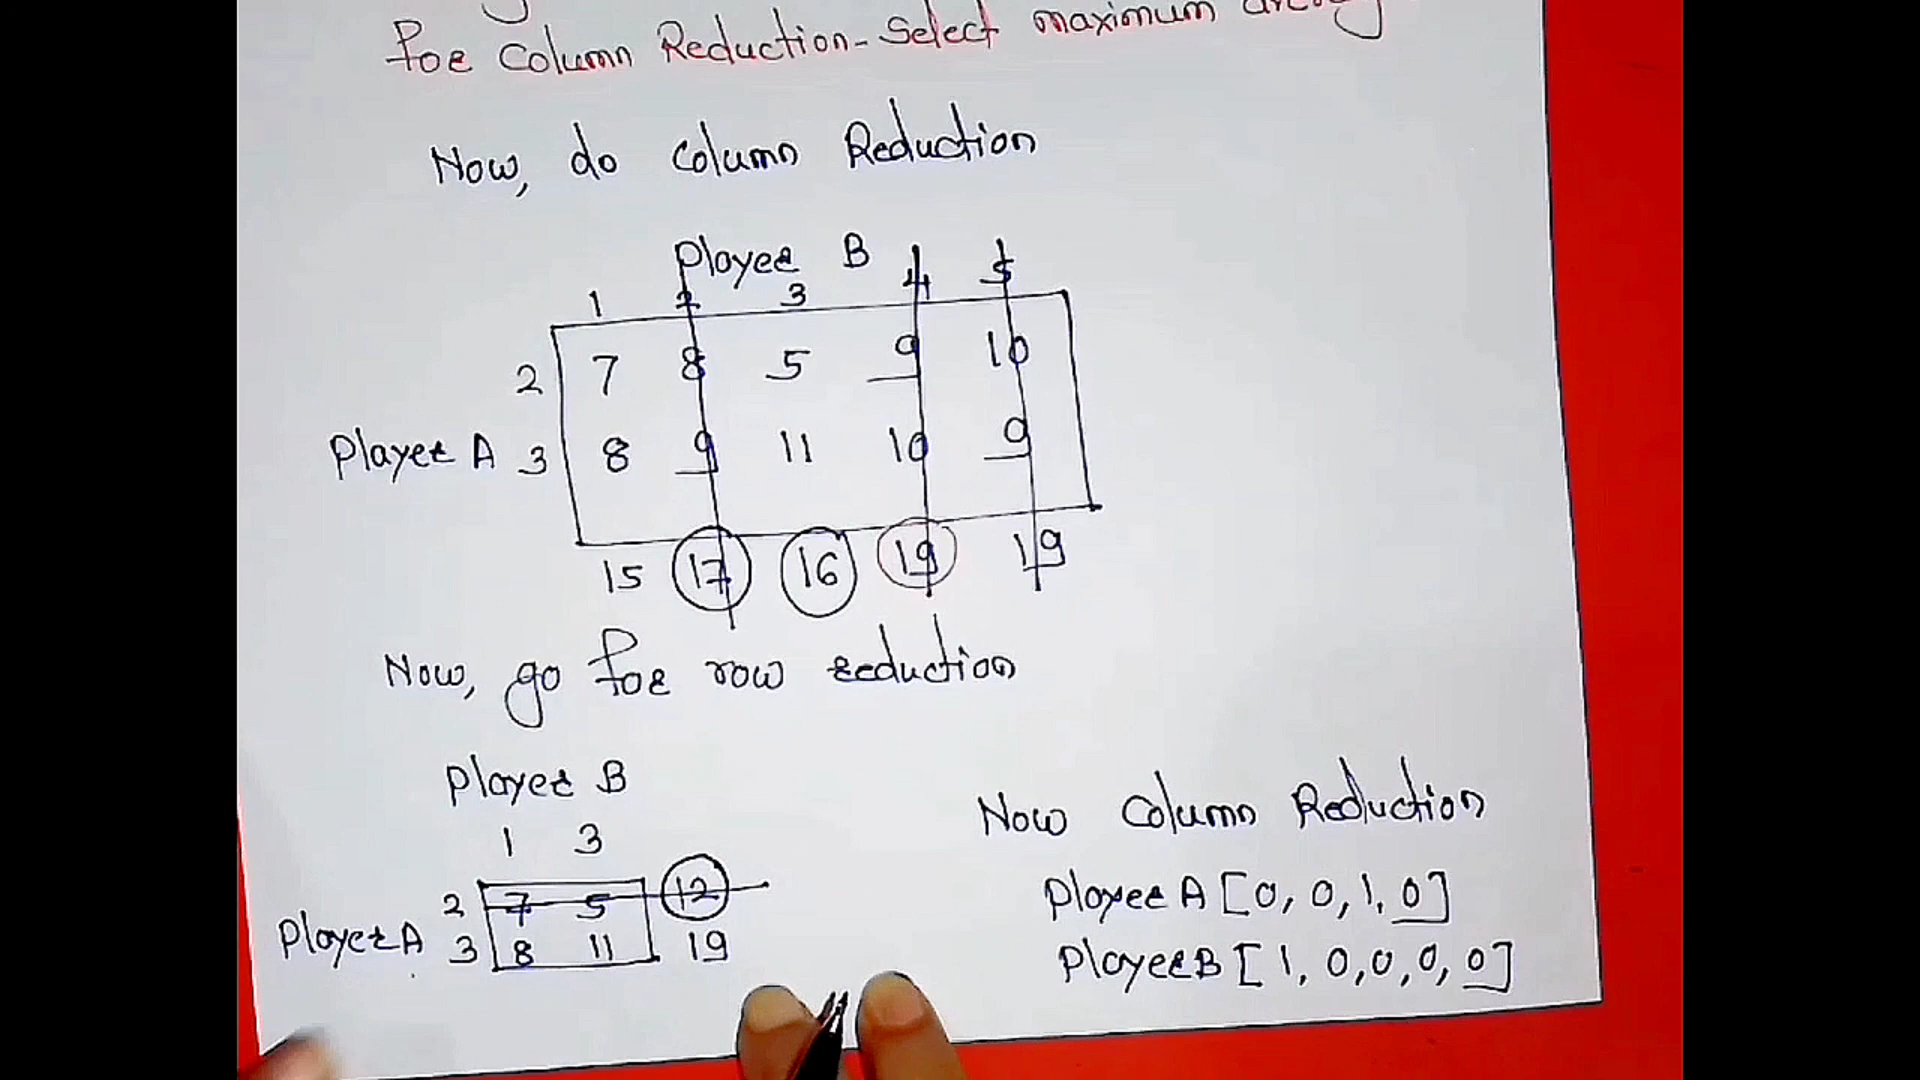 For Column Reduction - Select maximum
Now, do Column Reduction
Player B
1 2 3 4 5
2 7 8 5 9 10
Player A 3 8 9 11 10 9
15 17 16 19 19
Now, go for row reduction
Player B
1 3
2 7 5 12
Player A 3 8 11 19
Now Column Reduction
Player A [0, 0, 1, 0]
Player B [1, 0, 0, 0, 0]